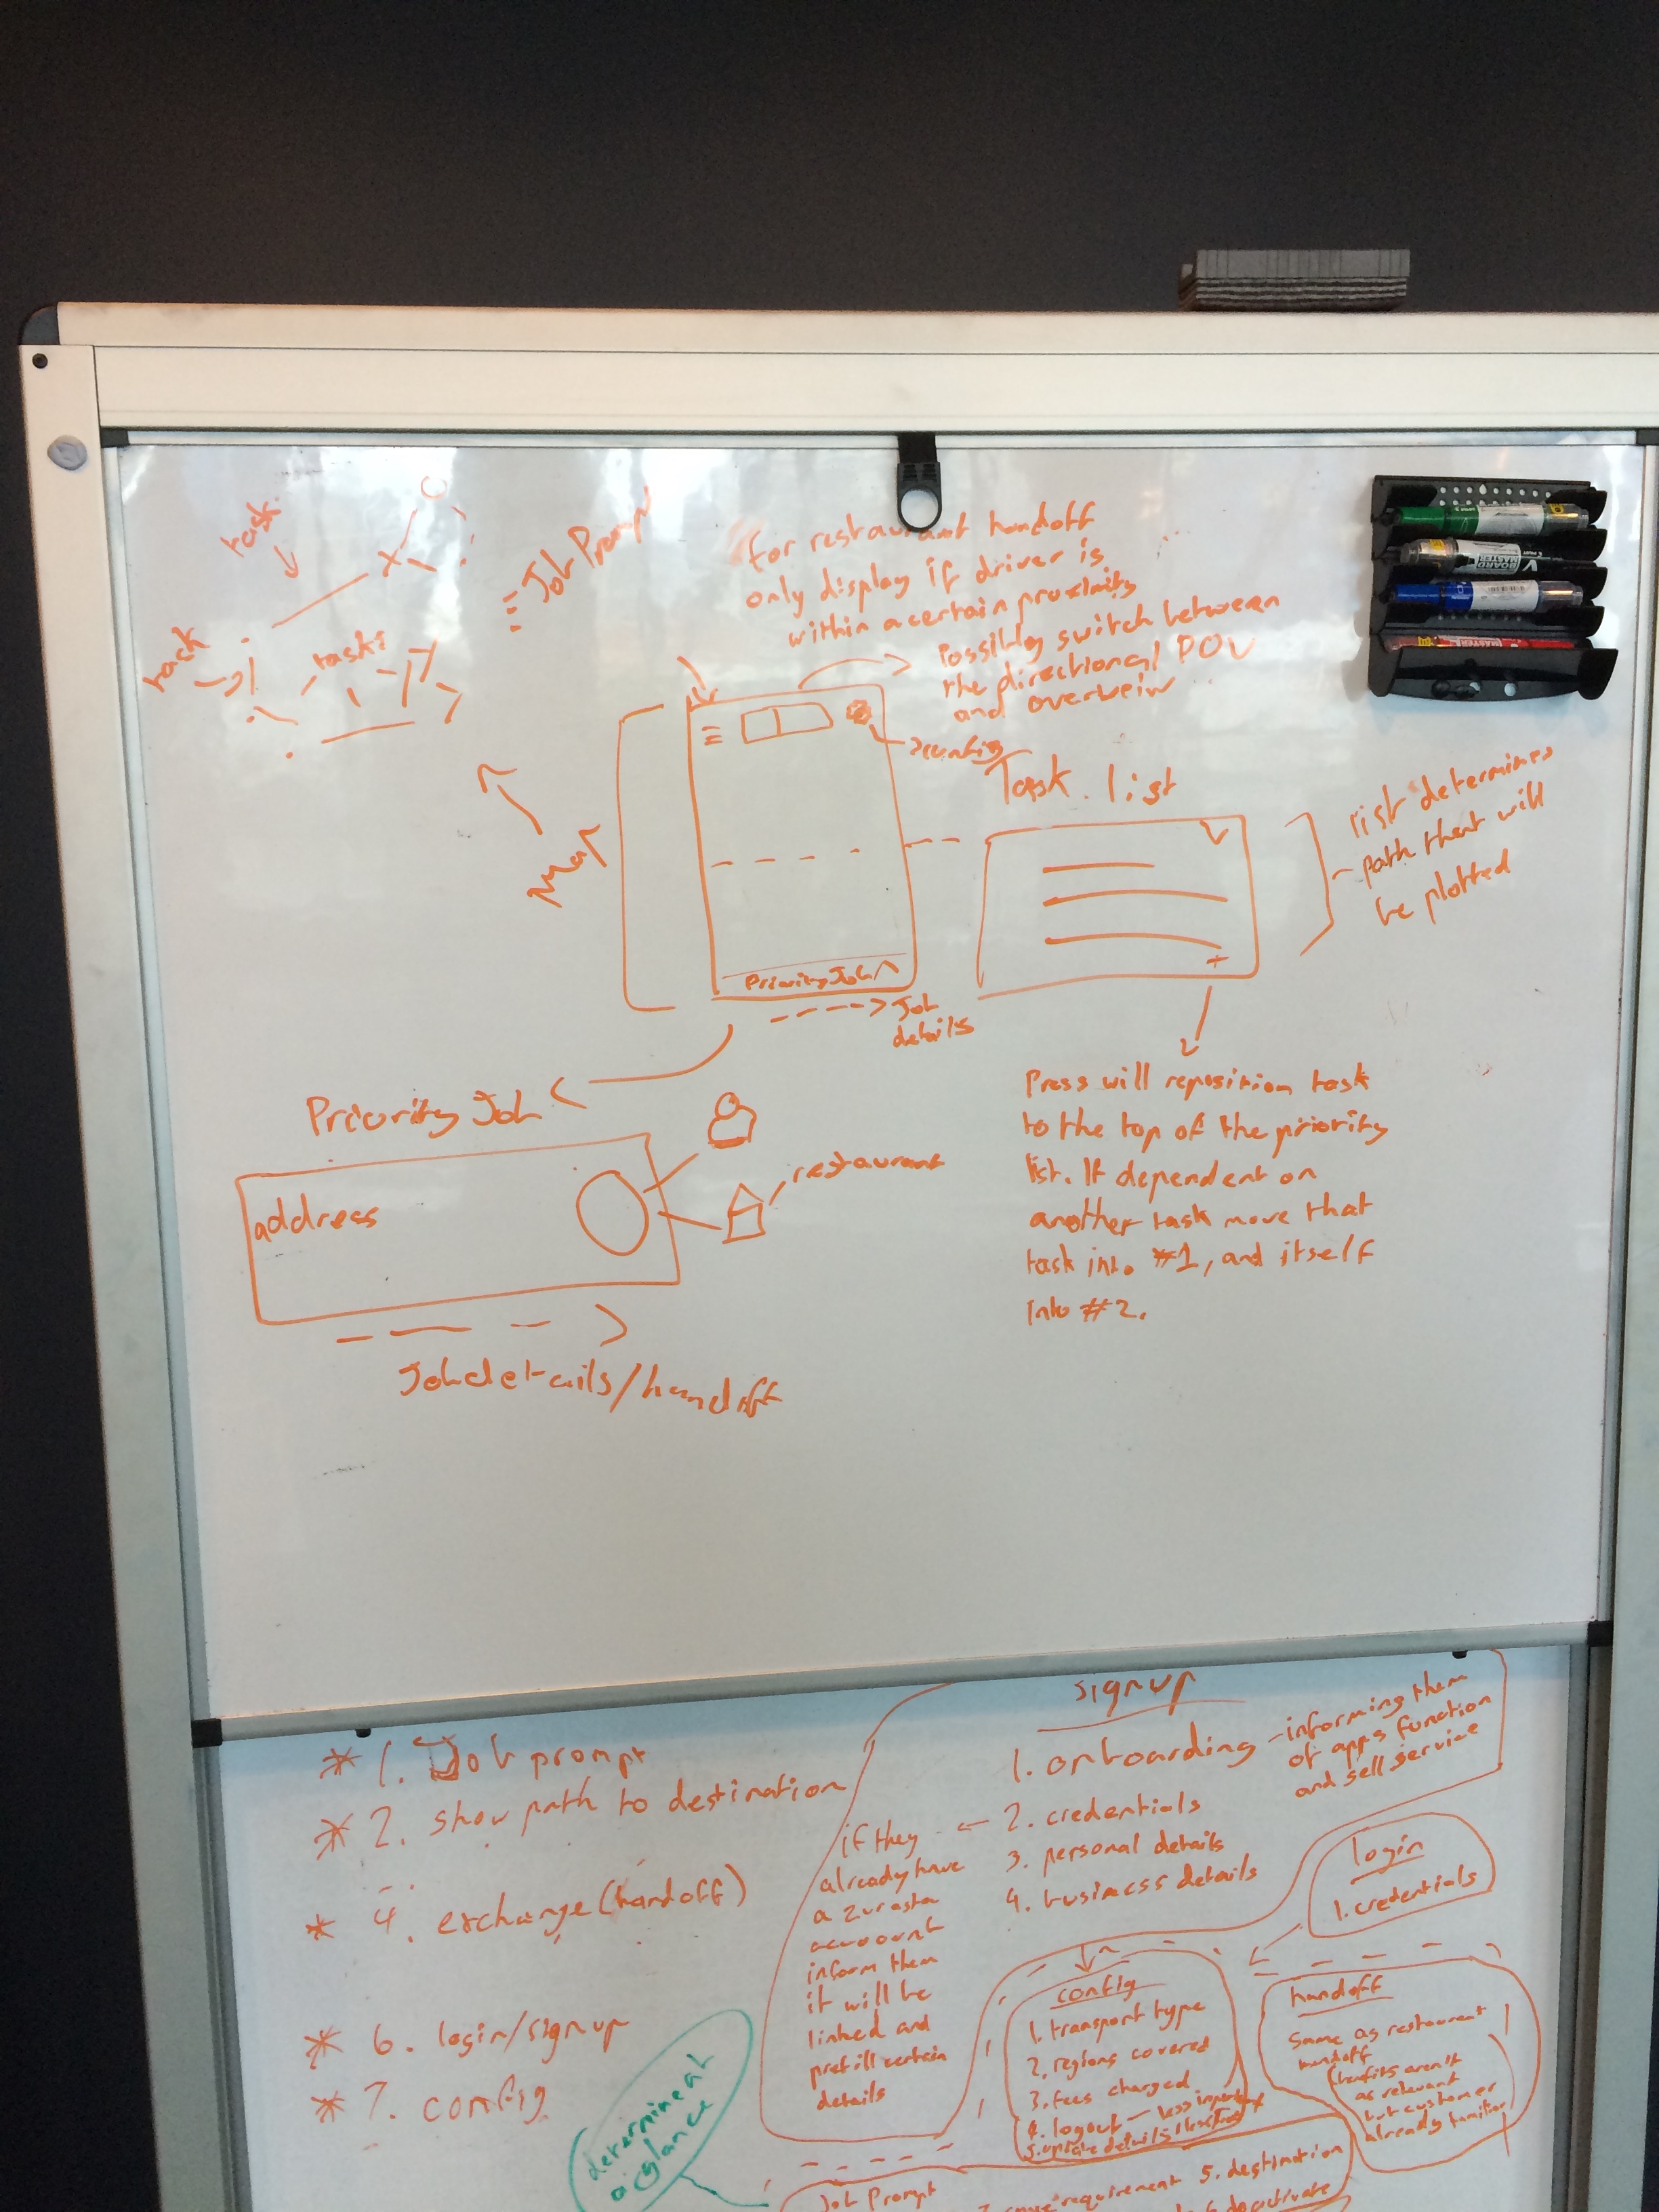 task
task
task
Job Prompt
for restaurant handoff
only display if driver is
within a certain proximity
Possibly switch between
the directional POV
and overveiw
config
Map
Priority Job
Job
details
Task list
list determines
path that will
be plotted
Press will reposition task
to the top of the priority
list. If dependent on
another task move that
task into #1, and itself
into #2.
Priority Job
address
restaurant
Job details/handoff
BOARD
MASTER
MASTER
* 1. Job prompt
* 2. show path to destination
* 4. exchange (handoff)
* 6. login/signup
* 7. config
signup
1. onboarding - informing them
of apps function
and sell service
2. credentials
3. personal details
4. business details
if they
already have
a zurasta
account
inform them
it will be
linked and
prefill certain
details
login
1. credentials
config
1. transport type
2. regions covered
3. fees charged
4. logout - less important
5. update details
handoff
same as restaurant
handoff
benefits aren't
as relevant
but customer
already familiar
determine at
a glance
Job Prompt
requirement
5. destination
6. deactivate